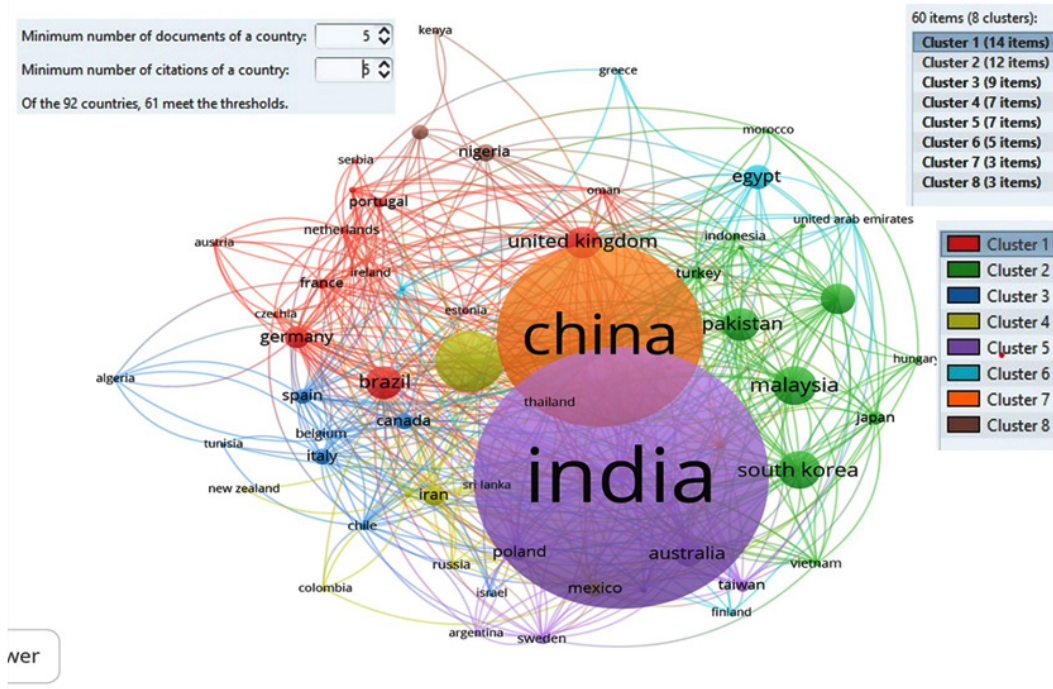 Minimum number of documents of a country: 5
Minimum number of citations of a country: 5
Of the 92 countries, 61 meet the thresholds.
60 items (8 clusters):
Cluster 1 (14 items)
Cluster 2 (12 items)
Cluster 3 (9 items)
Cluster 4 (7 items)
Cluster 5 (7 items)
Cluster 6 (5 items)
Cluster 7 (3 items)
Cluster 8 (3 items)
Cluster 1
Cluster 2
Cluster 3
Cluster 4
Cluster 5
Cluster 6
Cluster 7
Cluster 8
kenya
greece
morocco
nigeria
serbia
egypt
oman
portugal
united arab emirates
netherlands
indonesia
austria
united kingdom
ireland
turkey
france
estonia
czechia
pakistan
germany
china
hungary
algeria
brazil
malaysia
spain
thailand
canada
japan
belgium
tunisia
italy
india
south korea
new zealand
sri lanka
iran
chile
poland
australia
russia
vietnam
colombia
israel
mexico
taiwan
finland
argentina
sweden
wer